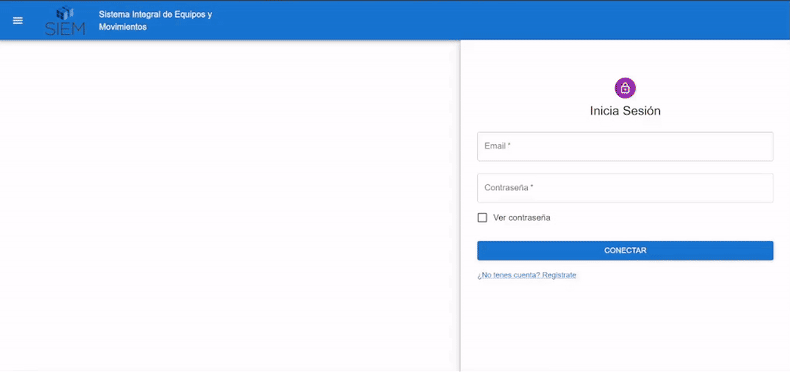 SIEM
Sistema Integral de Equipos y
Movimientos
Inicia Sesión
Email *
Contraseña *
Ver contraseña
CONECTAR
¿No tenes cuenta? Registrate